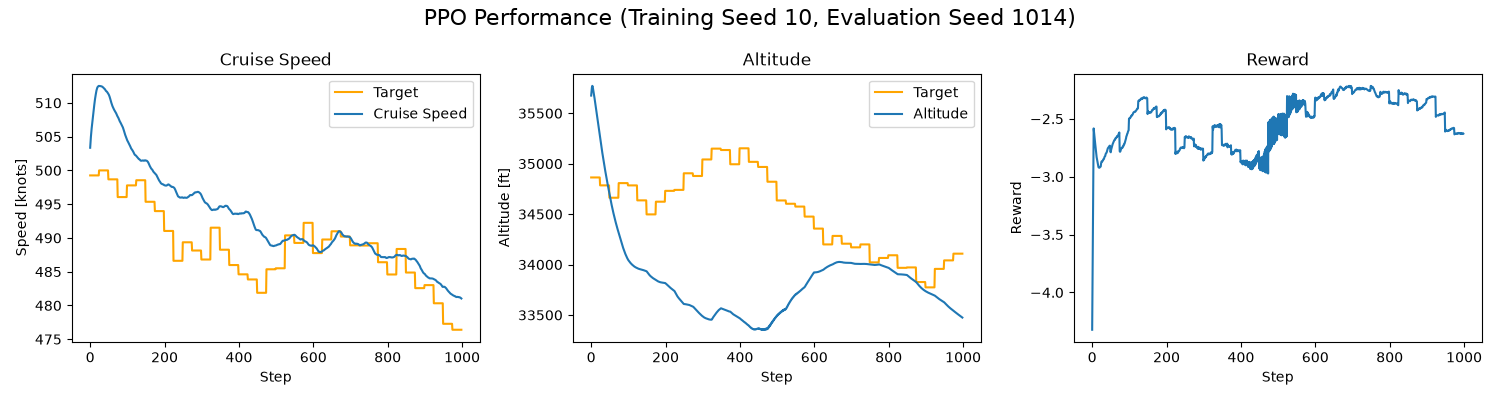 PPO Performance (Training Seed 10, Evaluation Seed 1014)
Cruise Speed
Speed [knots]
510
505
500
495
490
485
480
475
Target
Cruise Speed
0 200 400 600 800 1000
Step
Altitude
Altitude [ft]
35500
35000
34500
34000
33500
Target
Altitude
0 200 400 600 800 1000
Step
Reward
Reward
−2.5
−3.0
−3.5
−4.0
0 200 400 600 800 1000
Step